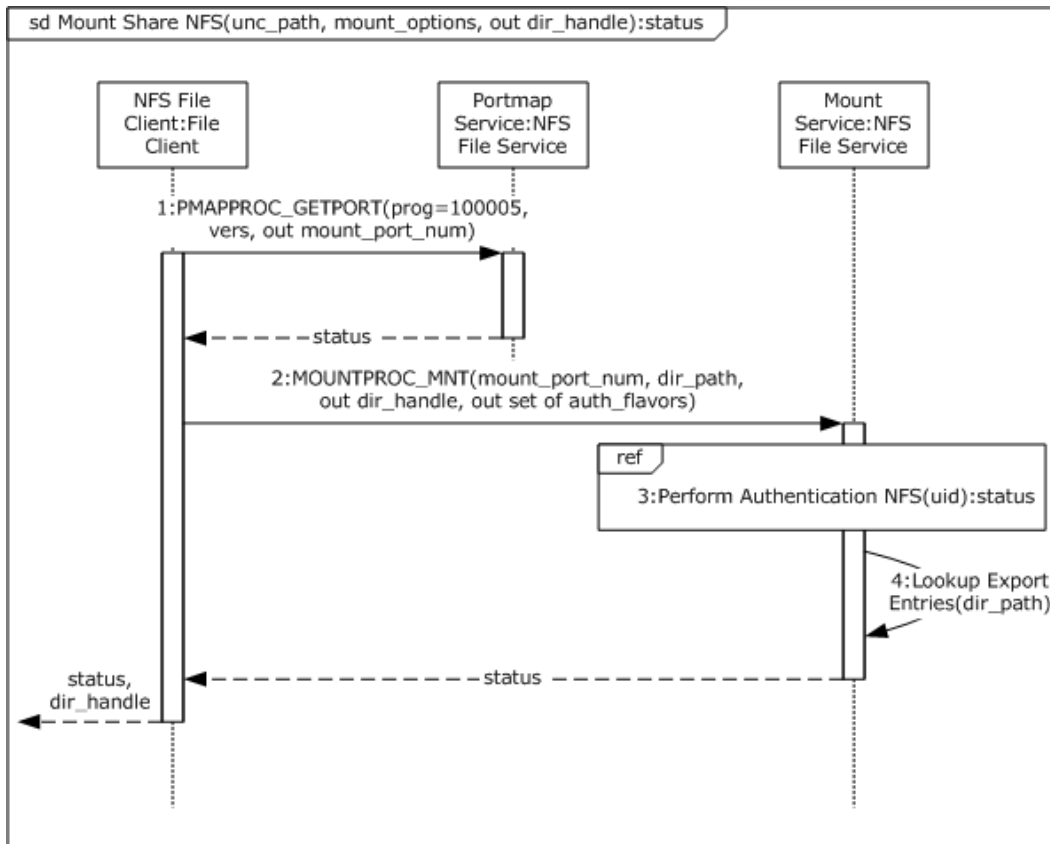 sd Mount Share NFS(unc_path, mount_options, out dir_handle):status
NFS File
Client:File
Client
Portmap
Service:NFS
File Service
Mount
Service:NFS
File Service
1:PMAPPROC_GETPORT(prog=100005,
vers, out mount_port_num)
status
2:MOUNTPROC_MNT(mount_port_num, dir_path,
out dir_handle, out set of auth_flavors)
ref
3:Perform Authentication NFS(uid):status
4:Lookup Export
Entries(dir_path)
status
status,
dir_handle